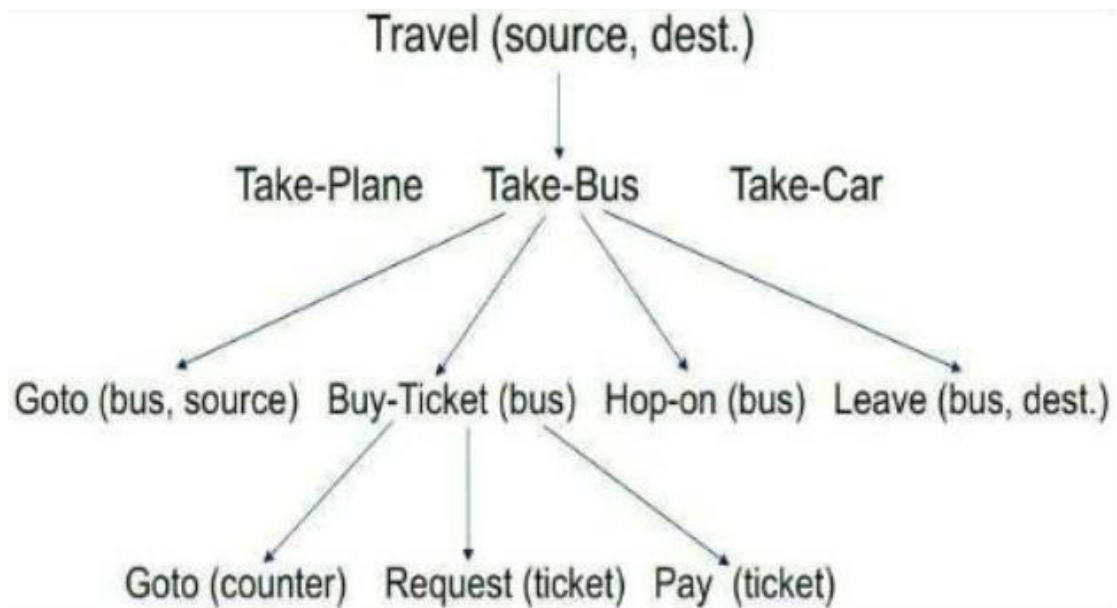 Travel (source, dest.)
Take-Plane Take-Bus Take-Car
Goto (bus, source) Buy-Ticket (bus) Hop-on (bus) Leave (bus, dest.)
Goto (counter) Request (ticket) Pay (ticket)